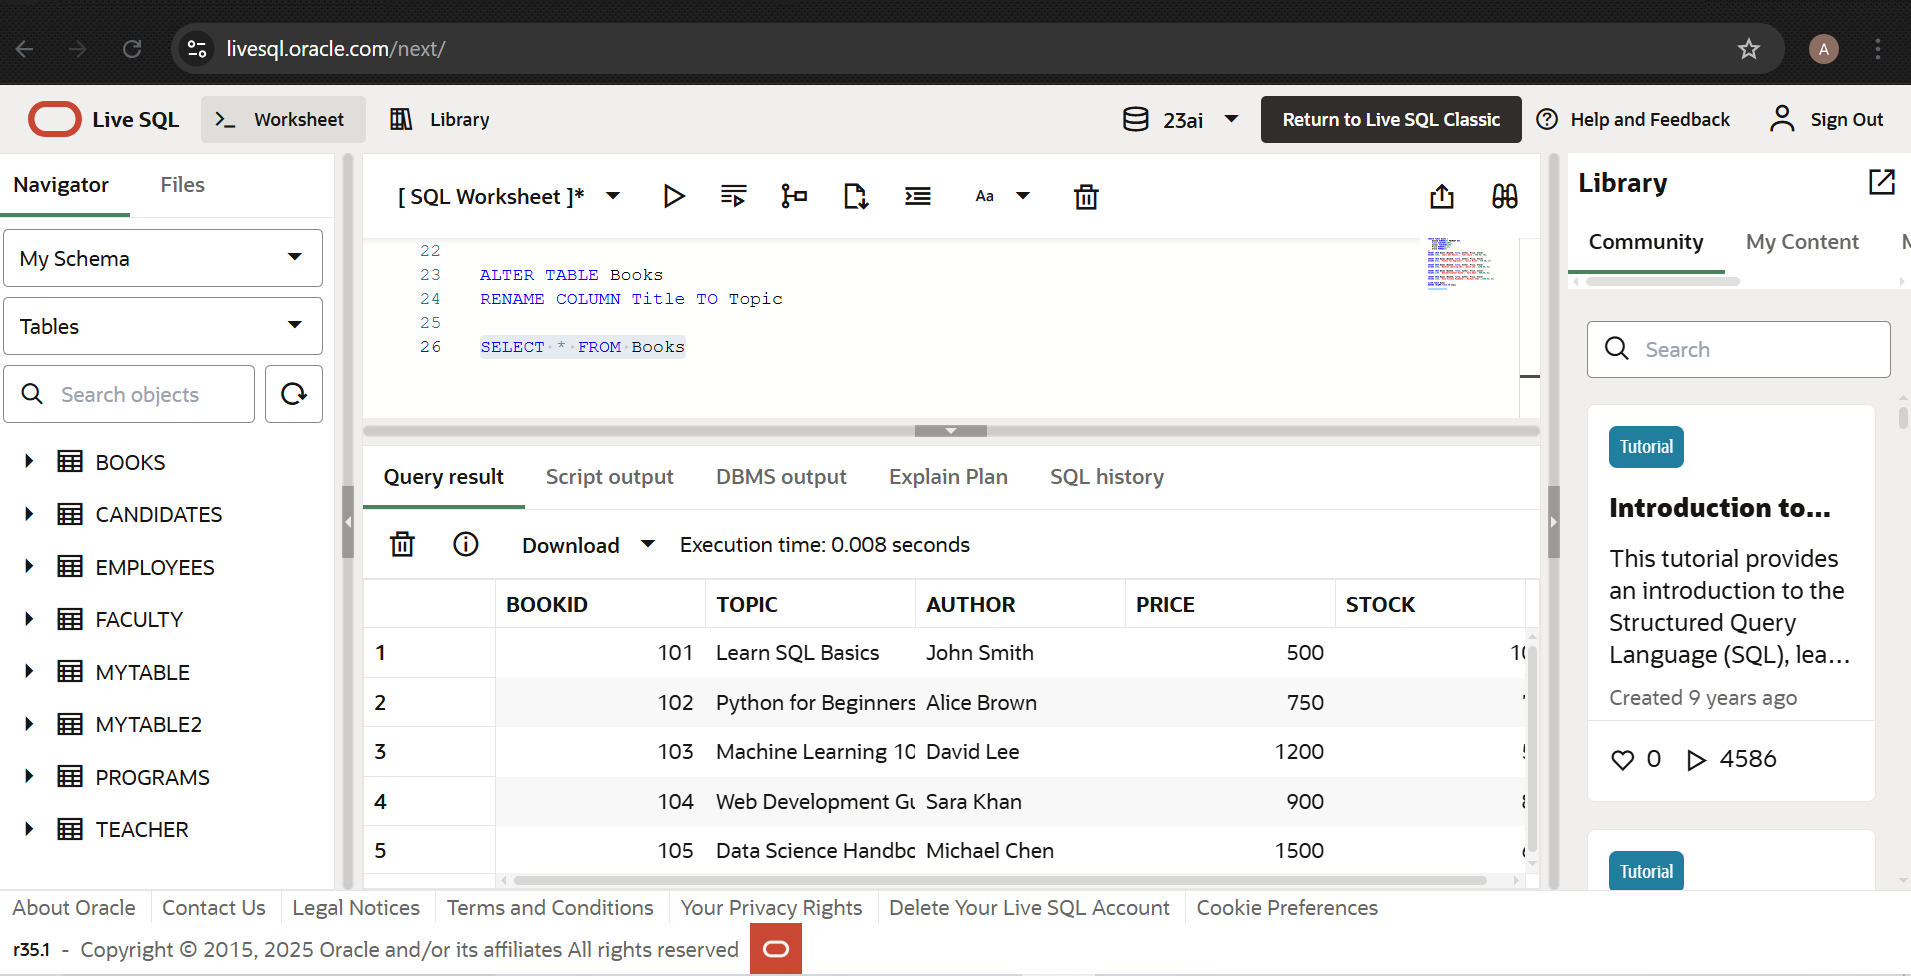 livesql.oracle.com/next/
A
Live SQL
Worksheet
Library
23ai
Return to Live SQL Classic
Help and Feedback
Sign Out
Navigator
Files
My Schema
Tables
Search objects
BOOKS
CANDIDATES
EMPLOYEES
FACULTY
MYTABLE
MYTABLE2
PROGRAMS
TEACHER
[ SQL Worksheet ]*
Aa
22
23 ALTER TABLE Books
24 RENAME COLUMN Title TO Topic
25
26 SELECT * FROM Books
Query result
Script output
DBMS output
Explain Plan
SQL history
Download
Execution time: 0.008 seconds
BOOKID TOPIC AUTHOR PRICE STOCK
1 101 Learn SQL Basics John Smith 500
2 102 Python for Beginners Alice Brown 750
3 103 Machine Learning 10 David Lee 1200
4 104 Web Development Sara Khan 900
5 105 Data Science Michael Chen 1500
Library
Community
My Content
Search
Tutorial
Introduction to...
This tutorial provides
an introduction to the
Structured Query
Language (SQL), lea...
Created 9 years ago
0
4586
Tutorial
About Oracle
Contact Us
Legal Notices
Terms and Conditions
Your Privacy Rights
Delete Your Live SQL Account
Cookie Preferences
r35.1 - Copyright © 2015, 2025 Oracle and/or its affiliates All rights reserved